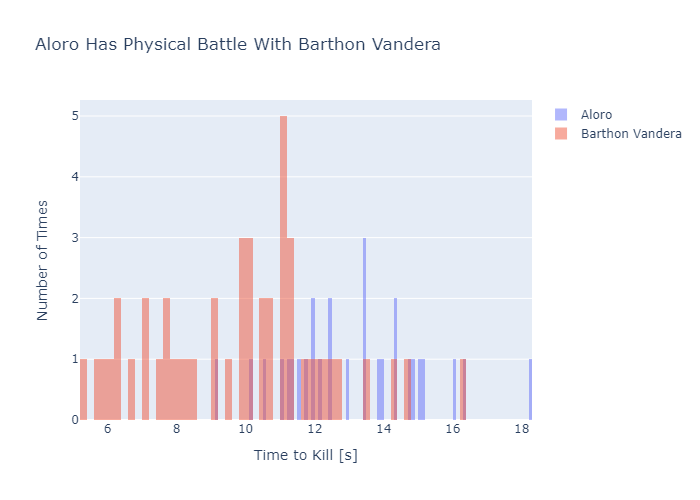 Aloro Has Physical Battle With Barthon Vandera
Aloro
Barthon Vandera
5
4
3
2
1
0
Number of Times
6 8 10 12 14 16 18
Time to Kill [s]